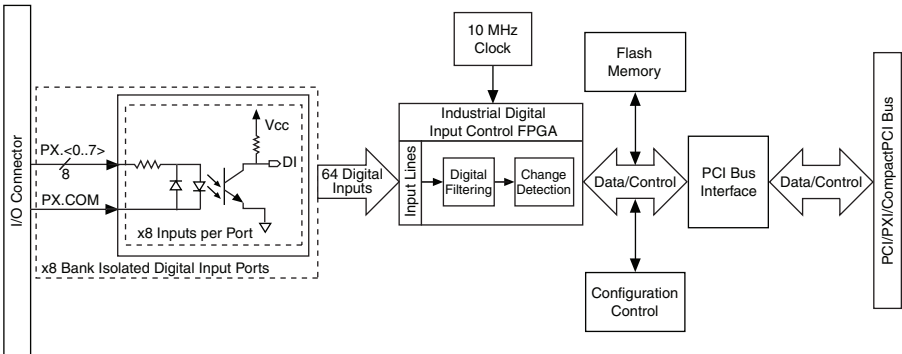 I/O Connector
PX.<0..7>
8
PX.COM
Vcc
DI
x8 Inputs per Port
x8 Bank Isolated Digital Input Ports
64 Digital
Inputs
10 MHz
Clock
Industrial Digital
Input Control FPGA
Input Lines
Digital
Filtering
Change
Detection
Flash
Memory
Data/Control
Configuration
Control
PCI Bus
Interface
Data/Control
PCI/PXI/CompactPCI Bus